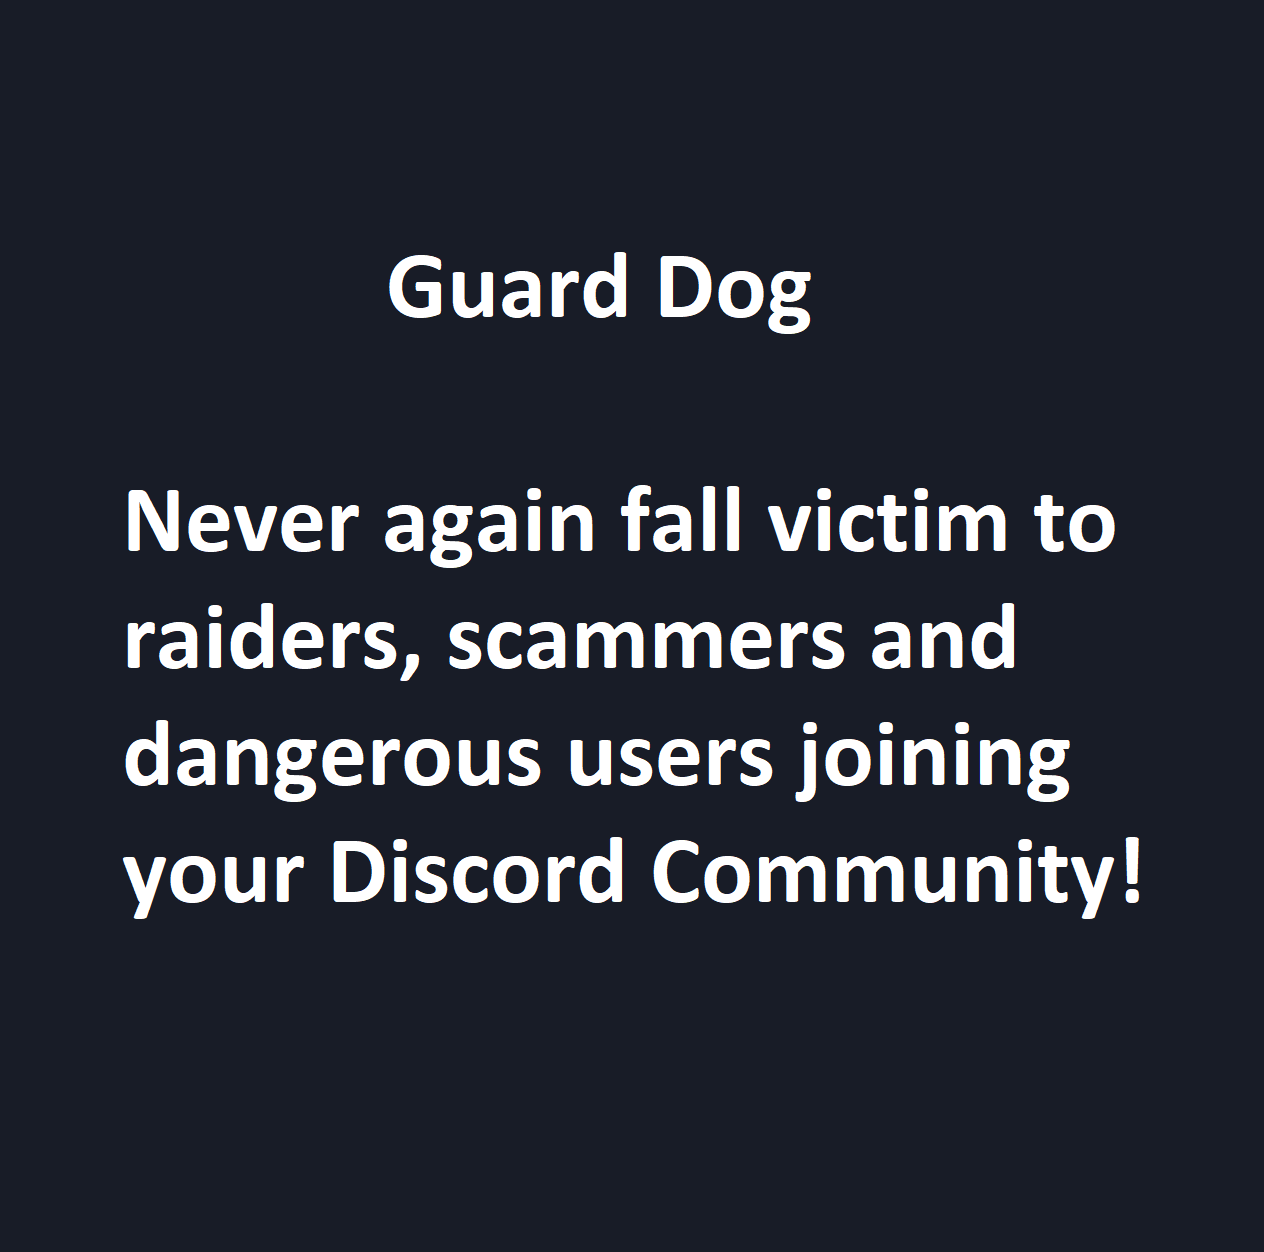 Guard Dog
Never again fall victim to
raiders, scammers and
dangerous users joining
your Discord Community!